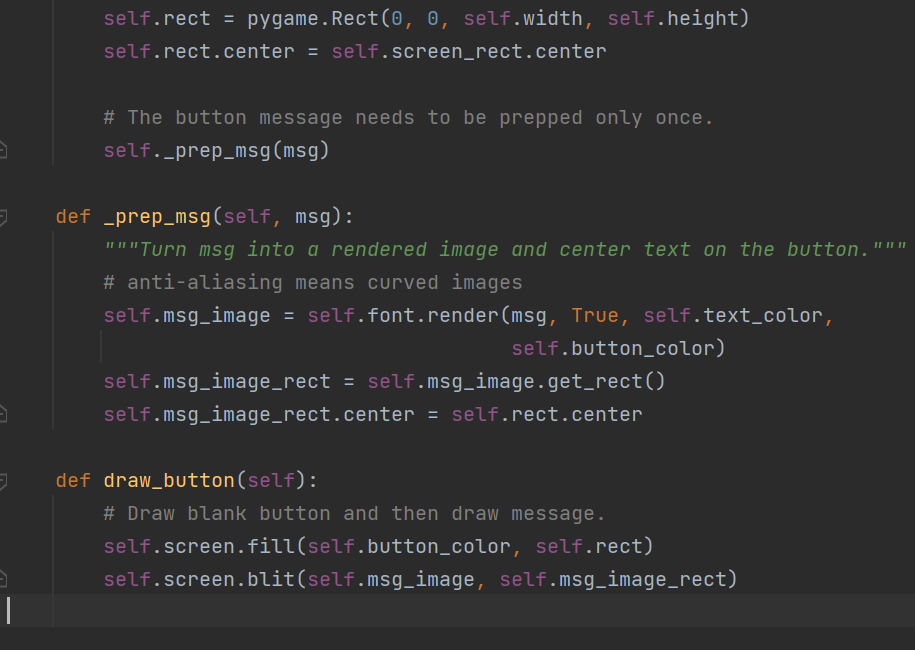 self.rect = pygame.Rect(0, 0, self.width, self.height)
self.rect.center = self.screen_rect.center
# The button message needs to be prepped only once.
self._prep_msg(msg)
def _prep_msg(self, msg):
"""Turn msg into a rendered image and center text on the button."""
# anti-aliasing means curved images
self.msg_image = self.font.render(msg, True, self.text_color,
self.button_color)
self.msg_image_rect = self.msg_image.get_rect()
self.msg_image_rect.center = self.rect.center
def draw_button(self):
# Draw blank button and then draw message.
self.screen.fill(self.button_color, self.rect)
self.screen.blit(self.msg_image, self.msg_image_rect)